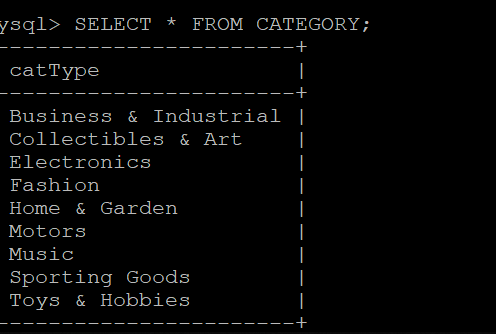 ysql> SELECT * FROM CATEGORY;
-----------------------+
catType                |
-----------------------+
Business & Industrial |
Collectibles & Art    |
Electronics            |
Fashion                |
Home & Garden          |
Motors                 |
Music                  |
Sporting Goods         |
Toys & Hobbies         |
-----------------------+